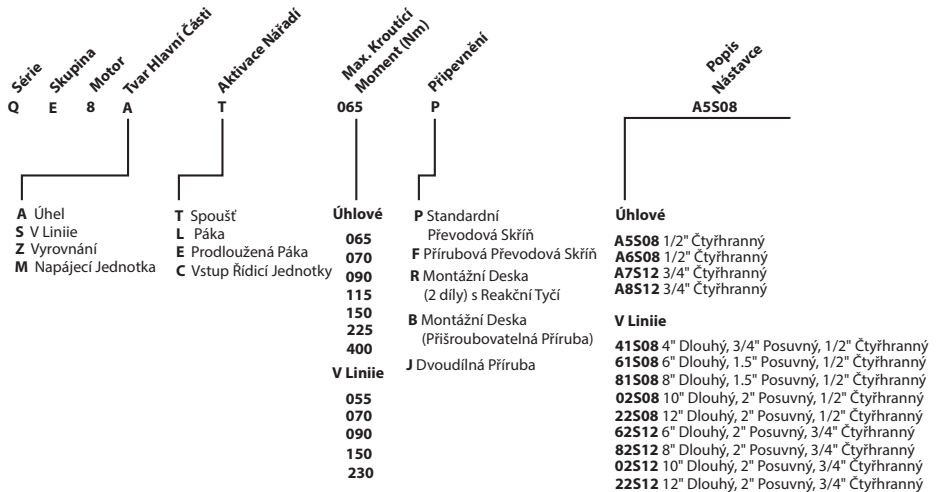 Série
Skupina
Motor
Tvar Hlavní Části
Aktivace Nářadí
Max. Kroutící
Moment (Nm)
Připevnění
Popis
Nástavce
Q E 8 A T 065 P A5S08
A Úhel
S V Liniie
Z Vyrovnání
M Napájecí Jednotka
T Spoušť
L Páka
E Prodloužená Páka
C Vstup Řídicí Jednotky
Úhlové
065
070
090
115
150
225
400
V Liniie
055
070
090
150
230
P Standardní
Převodová Skříň
F Přírubová Převodová Skříň
R Montážní Deska
(2 díly) s Reakční Tyčí
B Montážní Deska
(Přišroubovatelná Příruba)
J Dvoudílná Příruba
Úhlové
A5S08 1/2" Čtyřhranný
A6S08 1/2" Čtyřhranný
A7S12 3/4" Čtyřhranný
A8S12 3/4" Čtyřhranný
V Liniie
41S08 4" Dlouhý, 3/4" Posuvný, 1/2" Čtyřhranný
61S08 6" Dlouhý, 1.5" Posuvný, 1/2" Čtyřhranný
81S08 8" Dlouhý, 1.5" Posuvný, 1/2" Čtyřhranný
02S08 10" Dlouhý, 2" Posuvný, 1/2" Čtyřhranný
22S08 12" Dlouhý, 2" Posuvný, 1/2" Čtyřhranný
62S12 6" Dlouhý, 2" Posuvný, 3/4" Čtyřhranný
82S12 8" Dlouhý, 2" Posuvný, 3/4" Čtyřhranný
02S12 10" Dlouhý, 2" Posuvný, 3/4" Čtyřhranný
22S12 12" Dlouhý, 2" Posuvný, 3/4" Čtyřhranný